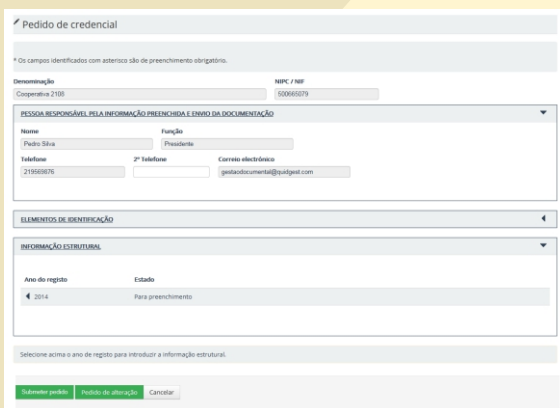 Pedido de credencial
* Os campos identificados com asterisco são de preenchimento obrigatório.
Denominação NIPC / NIF
Cooperativa 2108 500665079
PESSOA RESPONSÁVEL PELA INFORMAÇÃO PREENCHIDA E ENVIO DA DOCUMENTAÇÃO
Nome Função
Pedro Silva Presidente
Telefone 2º Telefone Correio electrónico
219569876 gestaodocumental@quidgest.com
ELEMENTOS DE IDENTIFICAÇÃO
INFORMAÇÃO ESTRUTURAL
Ano do registo Estado
2014 Para preenchimento
Selecione acima o ano de registo para introduzir a informação estrutural.
Submeter pedido Pedido de alteração Cancelar